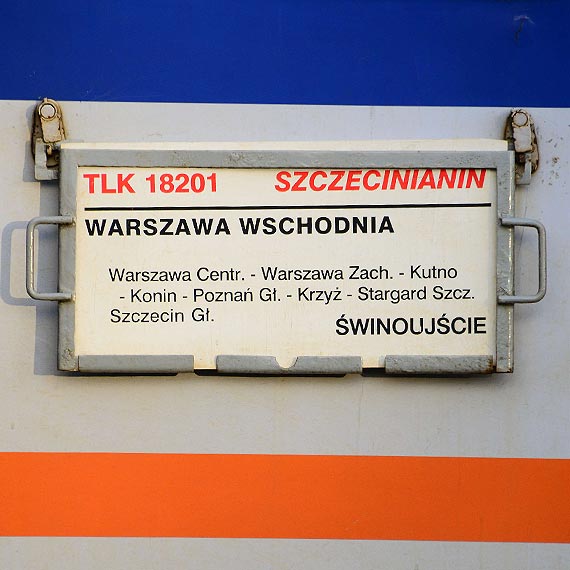 TLK 18201 SZCZECINIANIN
WARSZAWA WSCHODNIA
Warszawa Centr. - Warszawa Zach. - Kutno
- Konin - Poznań Gł. - Krzyż - Stargard Szcz.
Szczecin Gł.
ŚWINOUJŚCIE